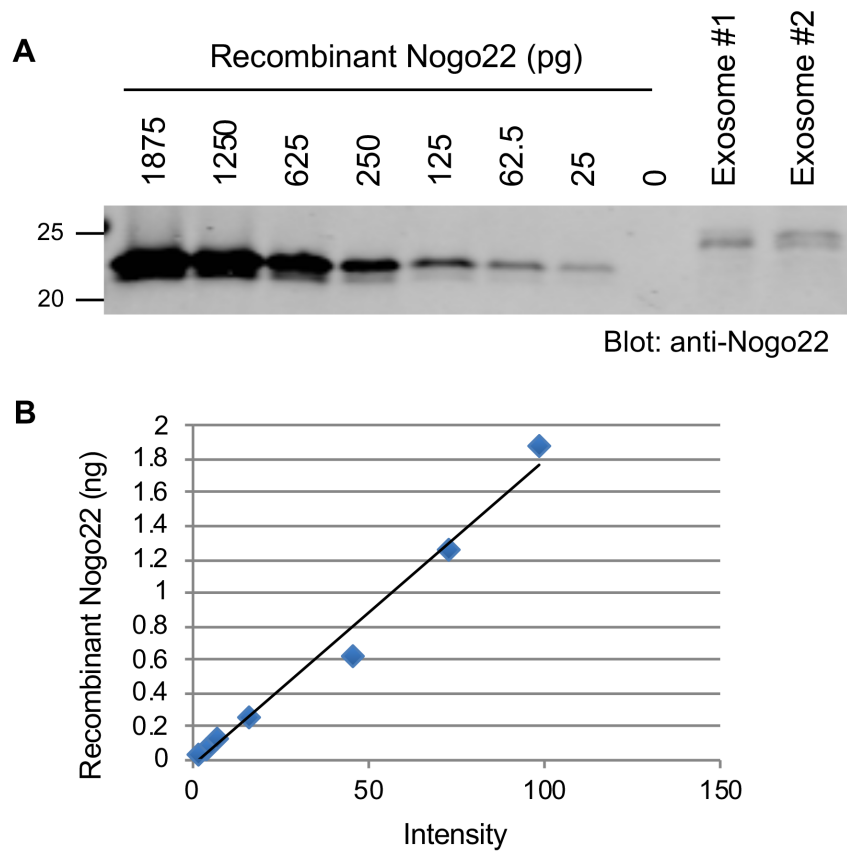 A
Recombinant Nogo22 (pg)
1875 1250 625 250 125 62.5 25 0 Exosome #1 Exosome #2
25
20
Blot: anti-Nogo22
B
Recombinant Nogo22 (ng)
2
1.8
1.6
1.4
1.2
1
0.8
0.6
0.4
0.2
0
0 50 100 150
Intensity